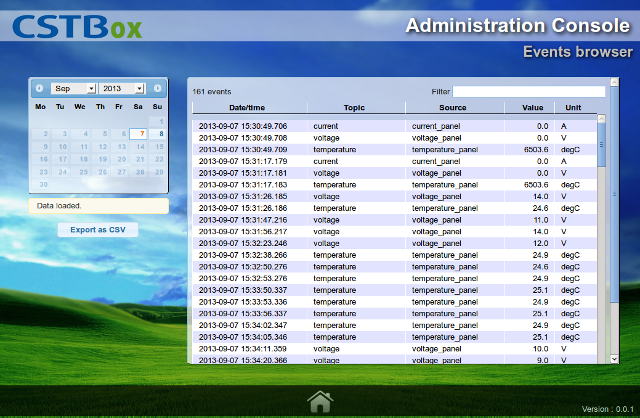 CSTBox
Administration Console
Events browser
Sep 2013
Mo Tu We Th Fr Sa Su
1
2 3 4 5 6 7 8
9 10 11 12 13 14 15
16 17 18 19 20 21 22
23 24 25 26 27 28 29
30
Data loaded.
Export as CSV
161 events Filter
Date/time Topic Source Value Unit
2013-09-07 15:30:49.706 current current_panel 0.0 A
2013-09-07 15:30:49.708 voltage voltage_panel 0.0 V
2013-09-07 15:30:49.709 temperature temperature_panel 6503.6 degC
2013-09-07 15:31:17.179 current current_panel 0.0 A
2013-09-07 15:31:17.181 voltage voltage_panel 0.0 V
2013-09-07 15:31:17.183 temperature temperature_panel 6503.6 degC
2013-09-07 15:31:26.185 voltage voltage_panel 14.0 V
2013-09-07 15:31:26.186 temperature temperature_panel 24.6 degC
2013-09-07 15:31:47.216 voltage voltage_panel 11.0 V
2013-09-07 15:31:56.217 voltage voltage_panel 14.0 V
2013-09-07 15:32:23.246 voltage voltage_panel 12.0 V
2013-09-07 15:32:38.266 temperature temperature_panel 24.9 degC
2013-09-07 15:32:50.276 temperature temperature_panel 24.6 degC
2013-09-07 15:32:53.276 temperature temperature_panel 24.9 degC
2013-09-07 15:33:50.337 temperature temperature_panel 25.1 degC
2013-09-07 15:33:53.336 temperature temperature_panel 24.9 degC
2013-09-07 15:33:56.337 temperature temperature_panel 25.1 degC
2013-09-07 15:34:02.347 temperature temperature_panel 24.9 degC
2013-09-07 15:34:05.346 temperature temperature_panel 25.1 degC
2013-09-07 15:34:11.359 voltage voltage_panel 10.0 V
2013-09-07 15:34:20.366 voltage voltage_panel 9.0 V
Version : 0.0.1